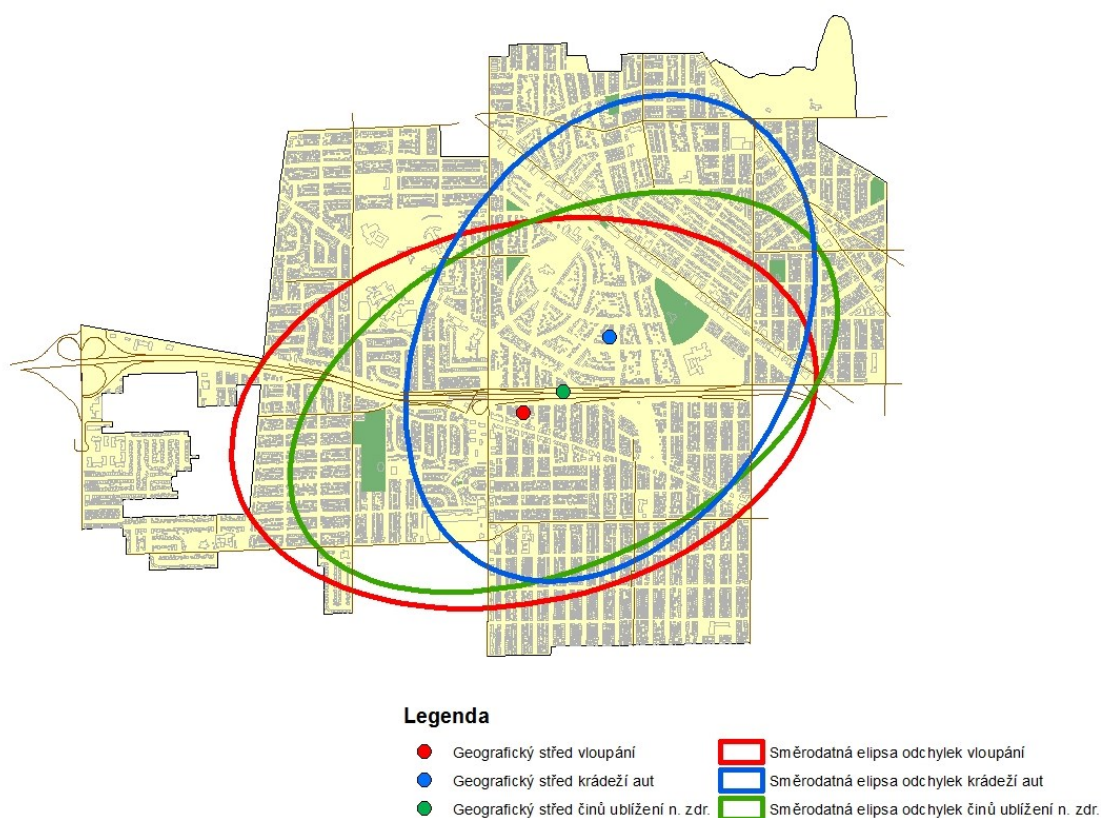 Legenda
Geografický střed vloupání
Geografický střed krádeží aut
Geografický střed činů ublížení n. zdr.
Směrodatná elipsa odchylek vloupání
Směrodatná elipsa odchylek krádeží aut
Směrodatná elipsa odchylek činů ublížení n. zdr.